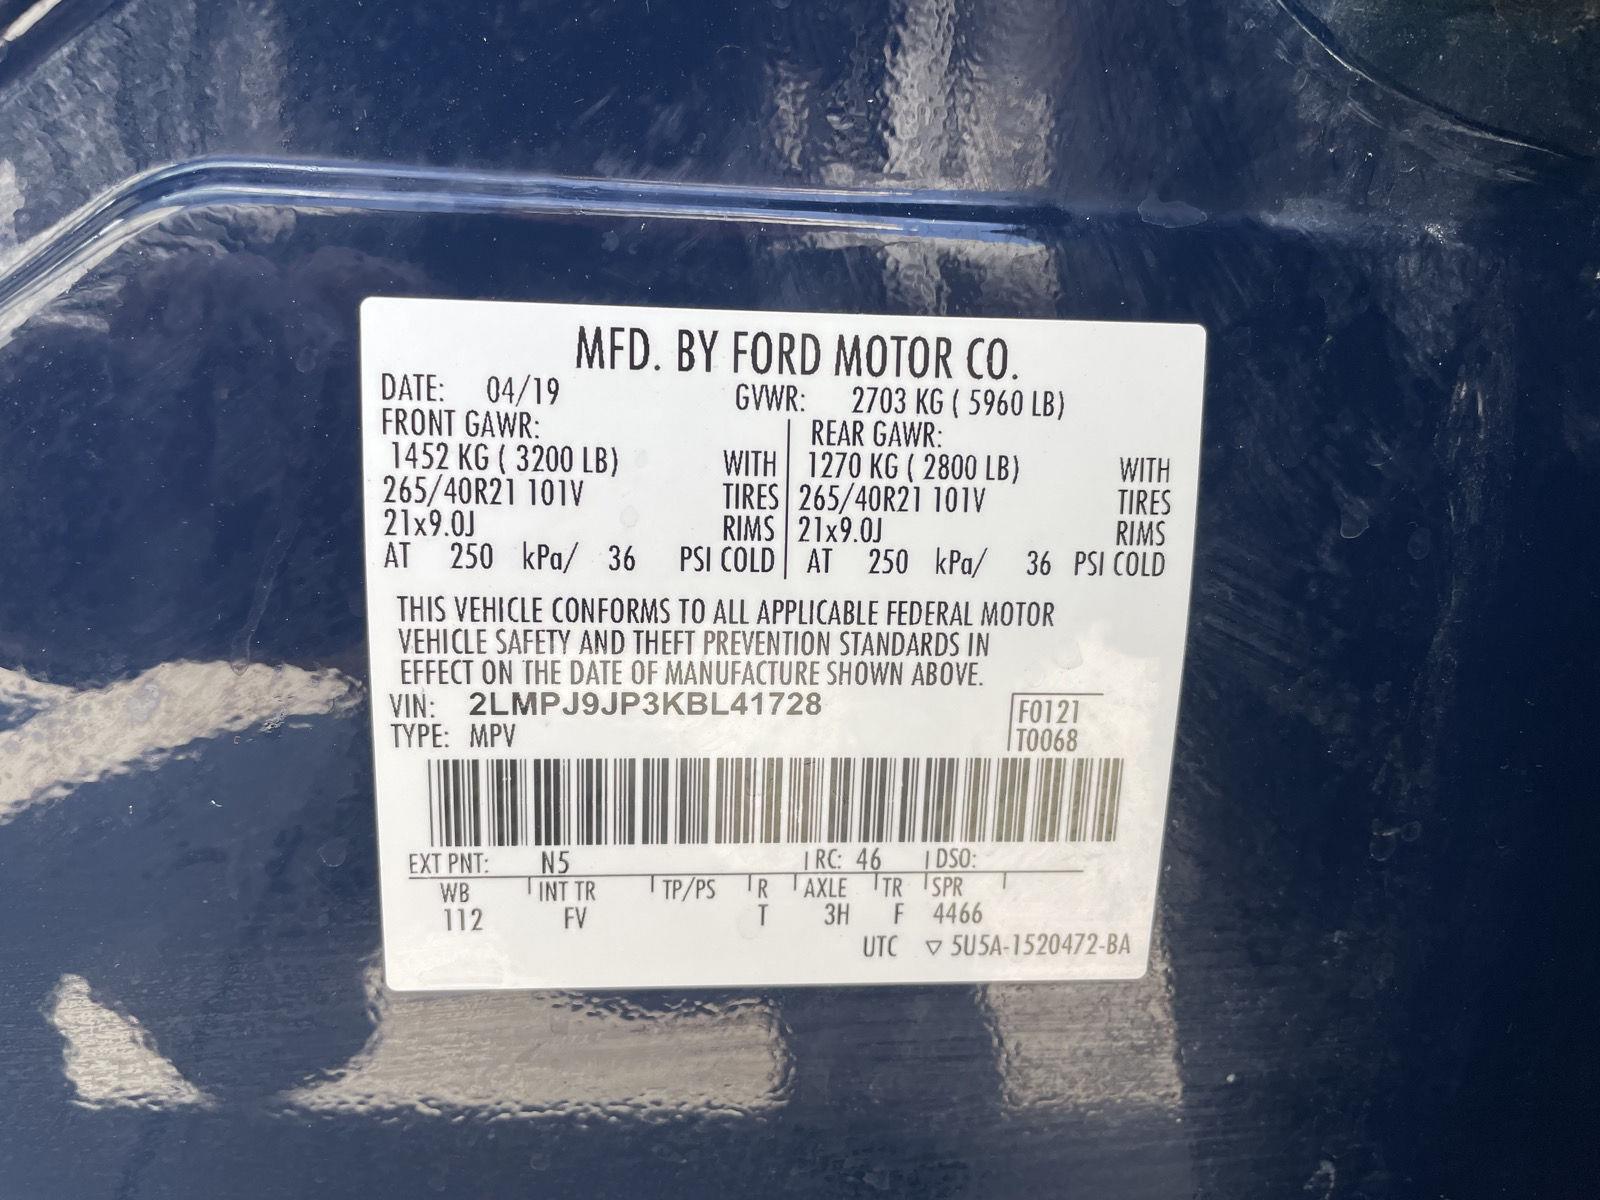 MFD. BY FORD MOTOR CO.
DATE: 04/19 GVWR: 2703 KG ( 5960 LB)
FRONT GAWR: REAR GAWR:
1452 KG ( 3200 LB) WITH 1270 KG ( 2800 LB) WITH
265/40R21 101V TIRES 265/40R21 101V TIRES
21x9.0J RIMS 21x9.0J RIMS
AT 250 kPa/ 36 PSI COLD AT 250 kPa/ 36 PSI COLD
THIS VEHICLE CONFORMS TO ALL APPLICABLE FEDERAL MOTOR
VEHICLE SAFETY AND THEFT PREVENTION STANDARDS IN
EFFECT ON THE DATE OF MANUFACTURE SHOWN ABOVE.
VIN: 2LMPJ9JP3KBL41728 F0121
TYPE: MPV T0068
EXT PNT: N5 RC: 46 DSO:
WB INT TR TP/PS R AXLE TR SPR
112 FV T 3H F 4466
UTC ▽ 5U5A-1520472-BA